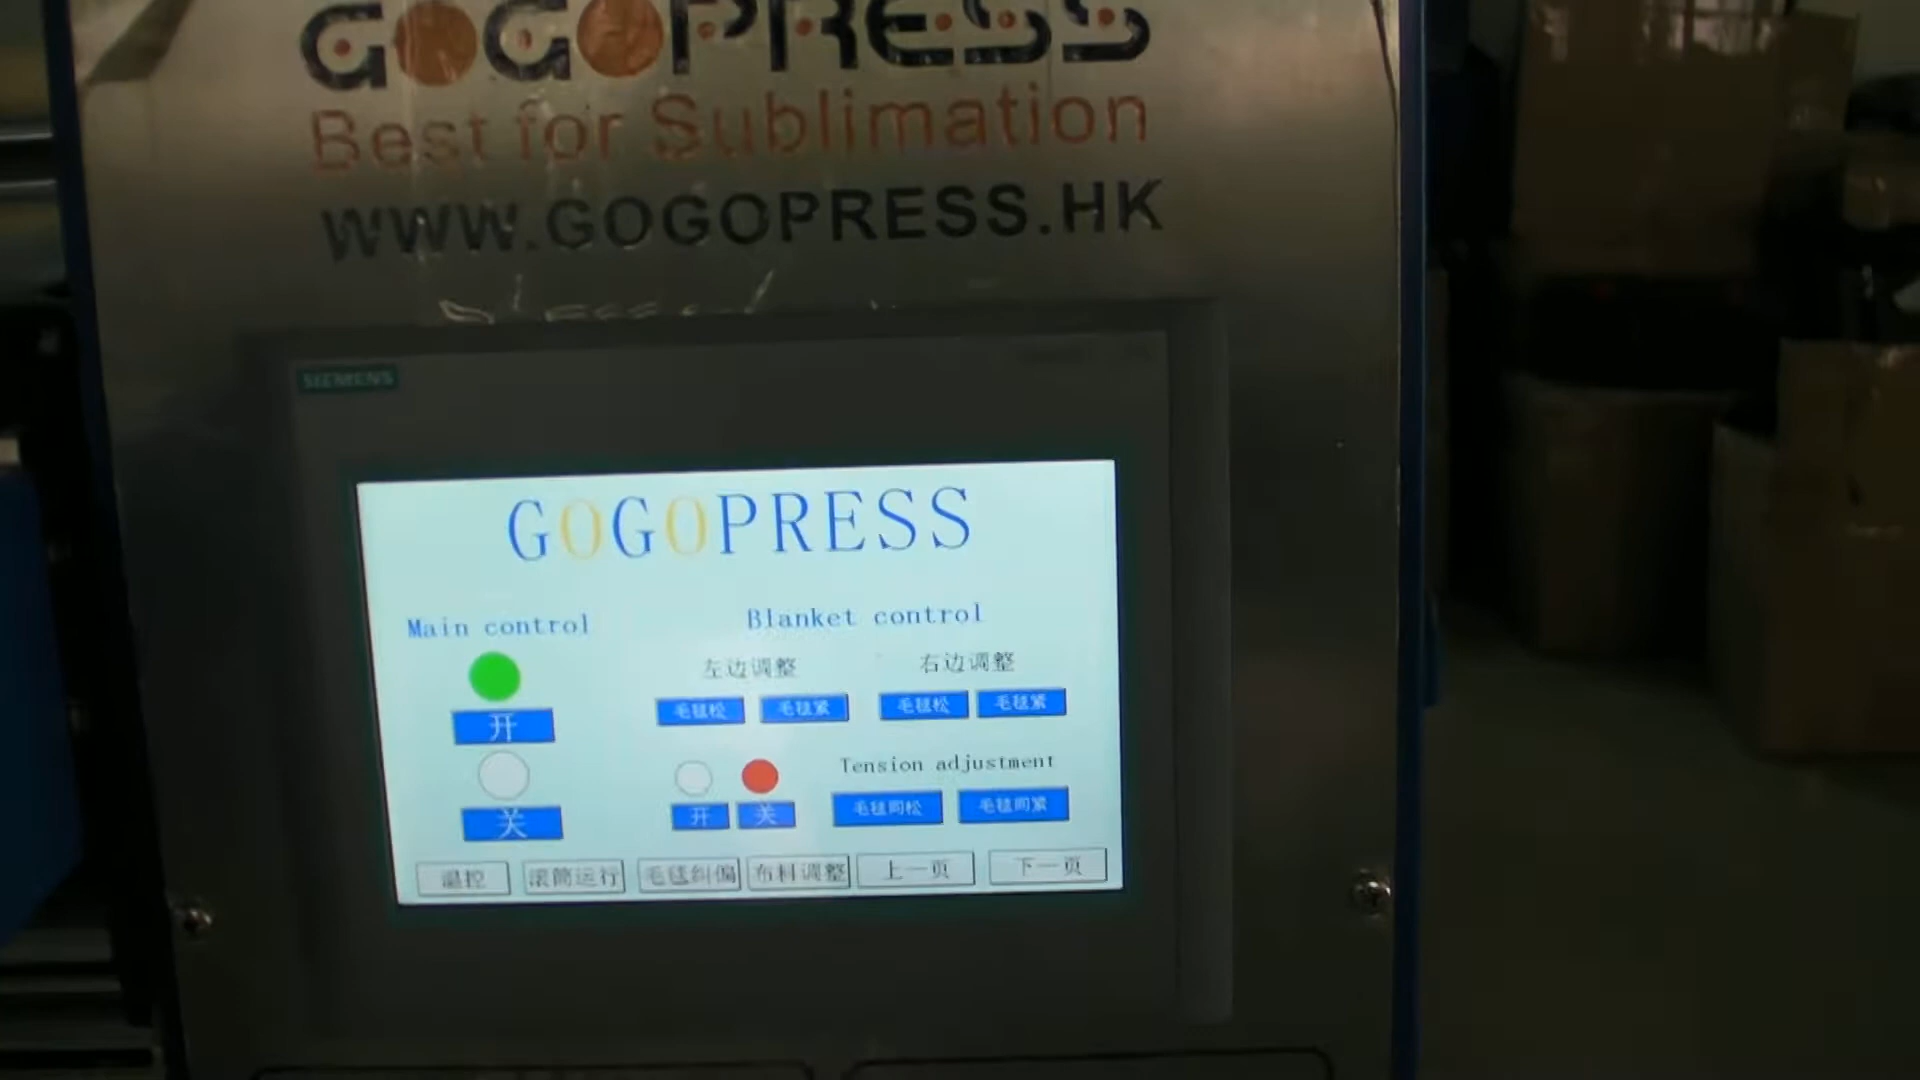 GOGOPRESS
Best for Sublimation
WWW.GOGOPRESS.HK
SIEMENS
GOGOPRESS
Main control
Blanket control
左边调整 右边调整
开
毛毯松 毛毯紧 毛毯松 毛毯紧
Tension adjustment
关
开 关 毛毯同松 毛毯同紧
温控 滚筒运行 毛毯纠偏 布料调整 上一页 下一页